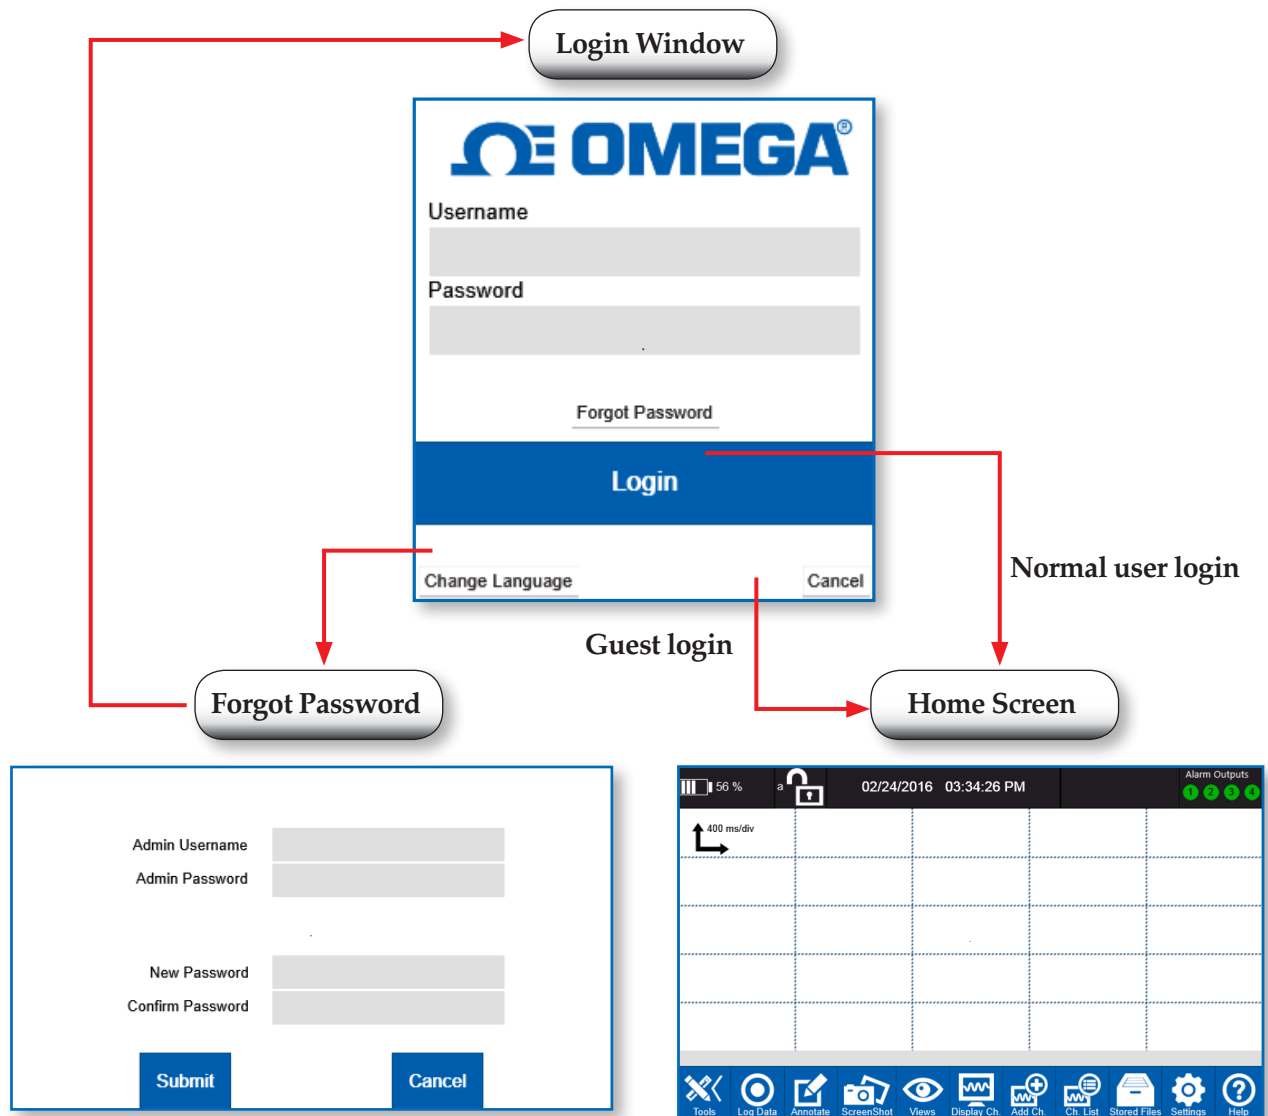 Login Window
OMEGA®
Username
Password
Forgot Password
Login
Change Language
Cancel
Normal user login
Guest login
Forgot Password
Home Screen
Admin Username
Admin Password
New Password
Confirm Password
Submit
Cancel
56 %
a
02/24/2016 03:34:26 PM
Alarm Outputs
1 2 3 4
400 ms/div
Tools Log Data Annotate ScreenShot Views Display Ch. Add Ch. Ch. List Stored Files Settings Help